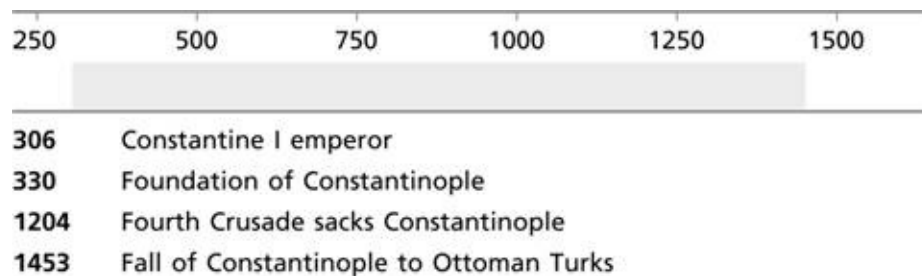 250 500 750 1000 1250 1500
306 Constantine I emperor
330 Foundation of Constantinople
1204 Fourth Crusade sacks Constantinople
1453 Fall of Constantinople to Ottoman Turks